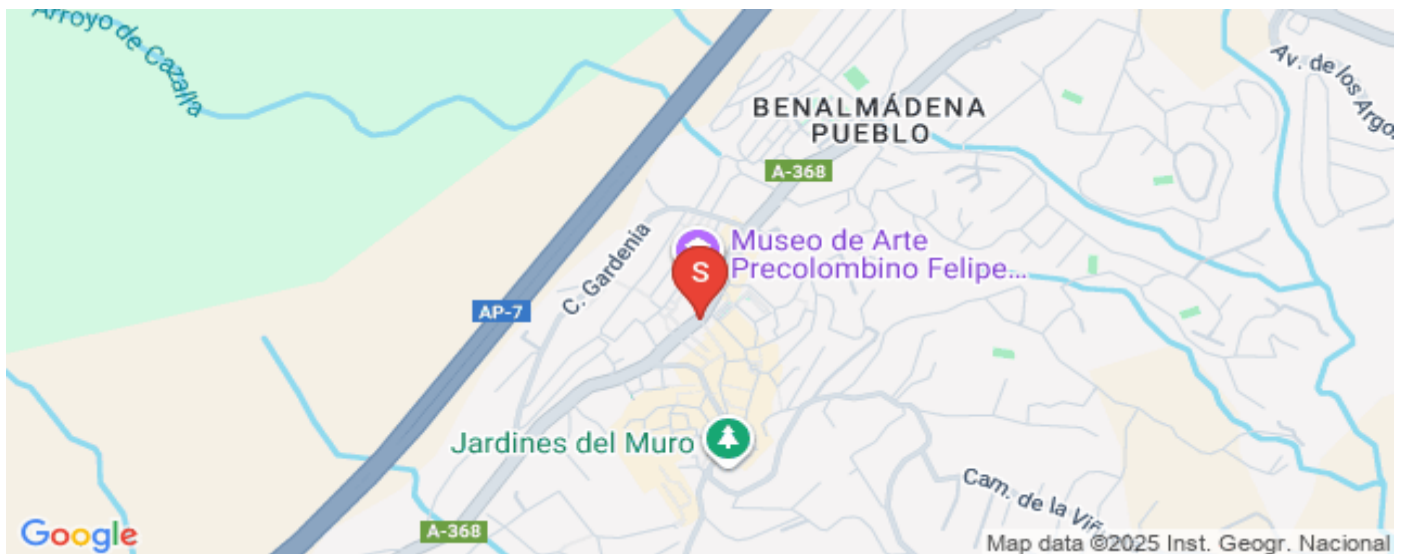 Arroyo de Cazalla
Av. de los Argo
BENALMÁDENA
PUEBLO
A-368
C. Gardenia
Museo de Arte
Precolombino Felipe...
S
AP-7
Jardines del Muro
Cam. de la Viñ
A-368
Google
Map data ©2025 Inst. Geogr. Nacional